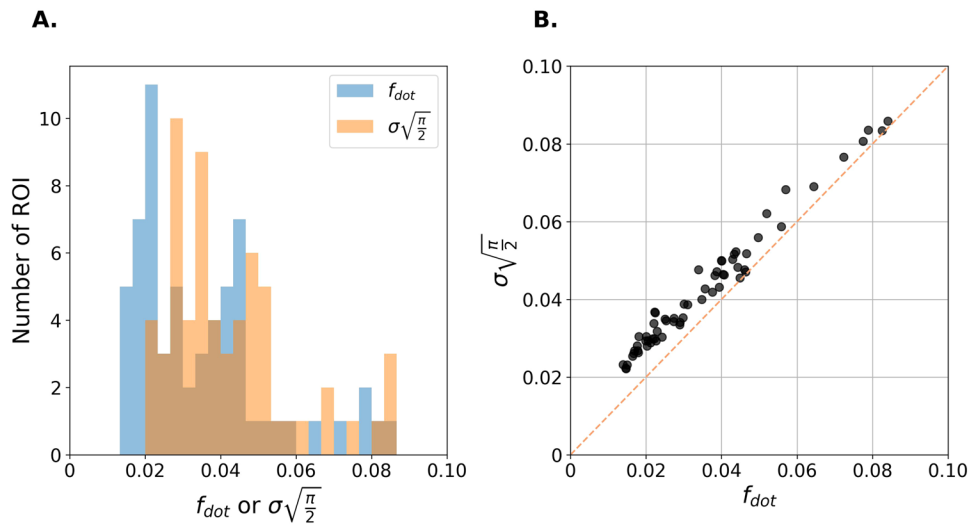 A.
Number of ROI
10
8
6
4
2
0
0 0.02 0.04 0.06 0.08 0.10
f_dot or σ√(π/2)
f_dot
σ√(π/2)
B.
σ√(π/2)
0.10
0.08
0.06
0.04
0.02
0
0 0.02 0.04 0.06 0.08 0.10
f_dot